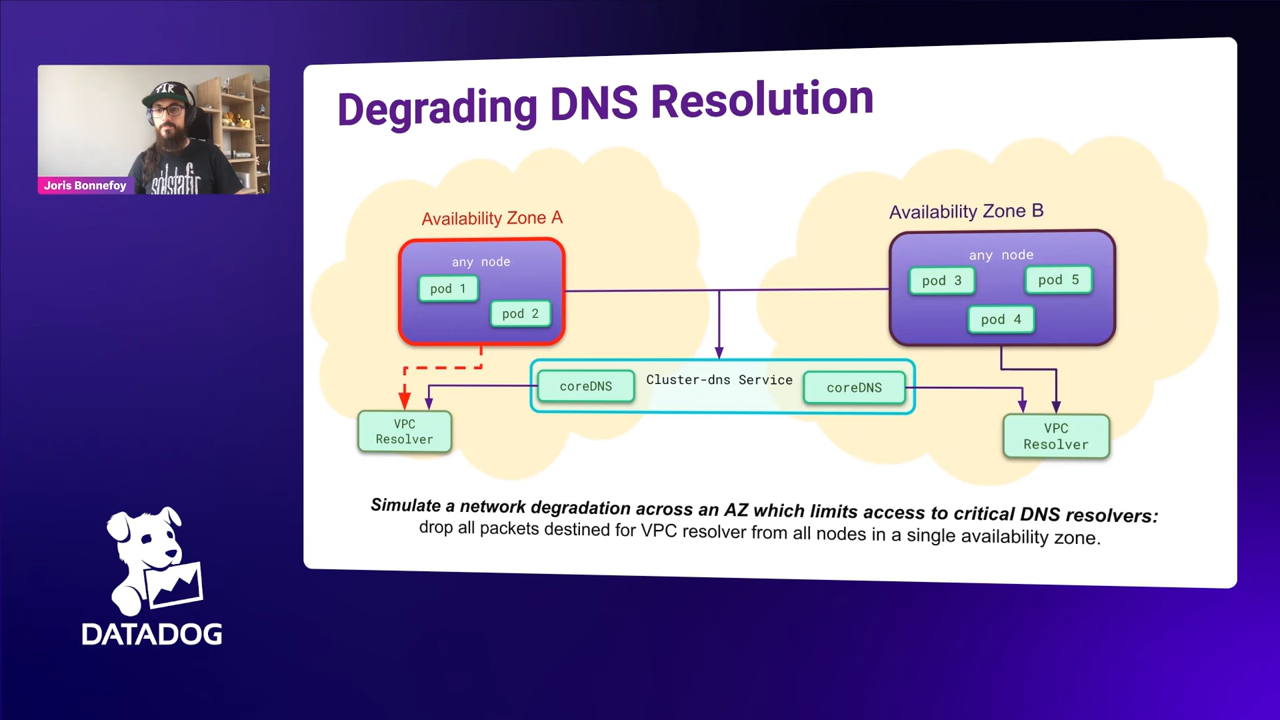 Degrading DNS Resolution
Joris Bonnefoy
Availability Zone A
any node
pod 1
pod 2
Availability Zone B
any node
pod 3
pod 5
pod 4
coreDNS
Cluster-dns Service
coreDNS
VPC
Resolver
VPC
Resolver
Simulate a network degradation across an AZ which limits access to critical DNS resolvers:
drop all packets destined for VPC resolver from all nodes in a single availability zone.
DATADOG